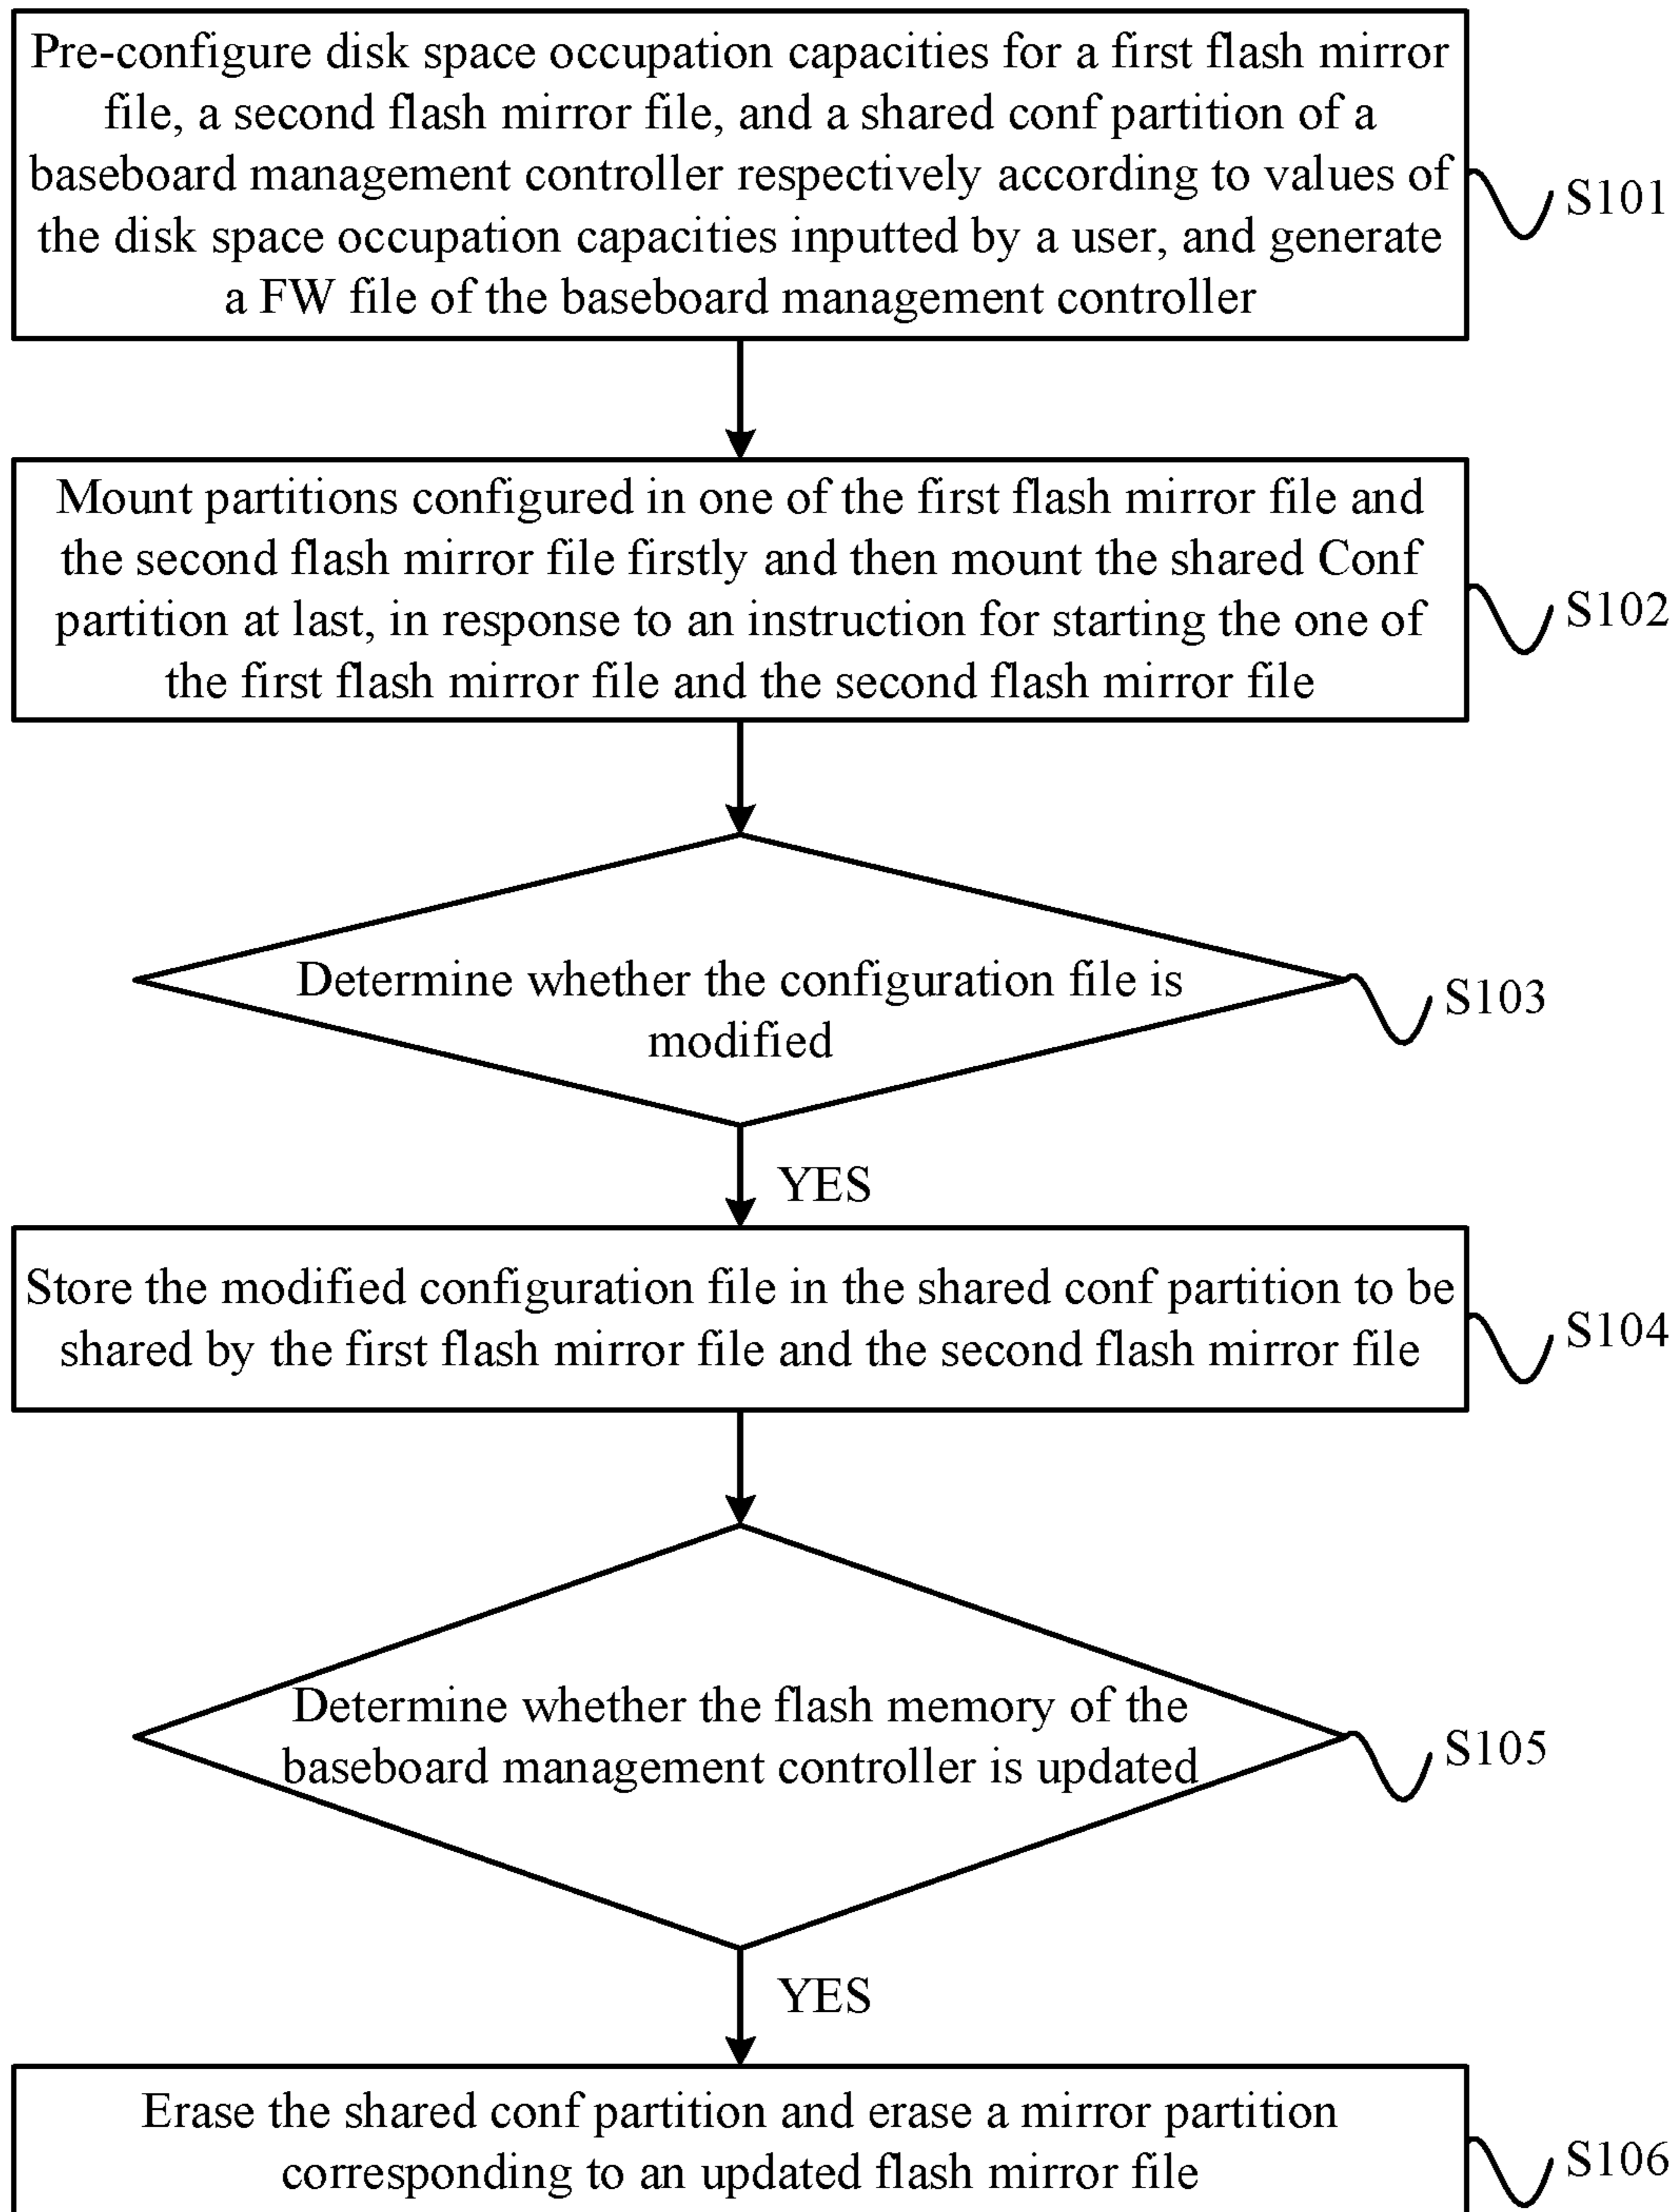 Pre-configure disk space occupation capacities for a first flash mirror
file, a second flash mirror file, and a shared conf partition of a
baseboard management controller respectively according to values of
the disk space occupation capacities inputted by a user, and generate
a FW file of the baseboard management controller
S101
Mount partitions configured in one of the first flash mirror file and
the second flash mirror file firstly and then mount the shared Conf
partition at last, in response to an instruction for starting the one of
the first flash mirror file and the second flash mirror file
S102
Determine whether the configuration file is
modified
S103
YES
Store the modified configuration file in the shared conf partition to be
shared by the first flash mirror file and the second flash mirror file
S104
Determine whether the flash memory of the
baseboard management controller is updated
S105
YES
Erase the shared conf partition and erase a mirror partition
corresponding to an updated flash mirror file
S106